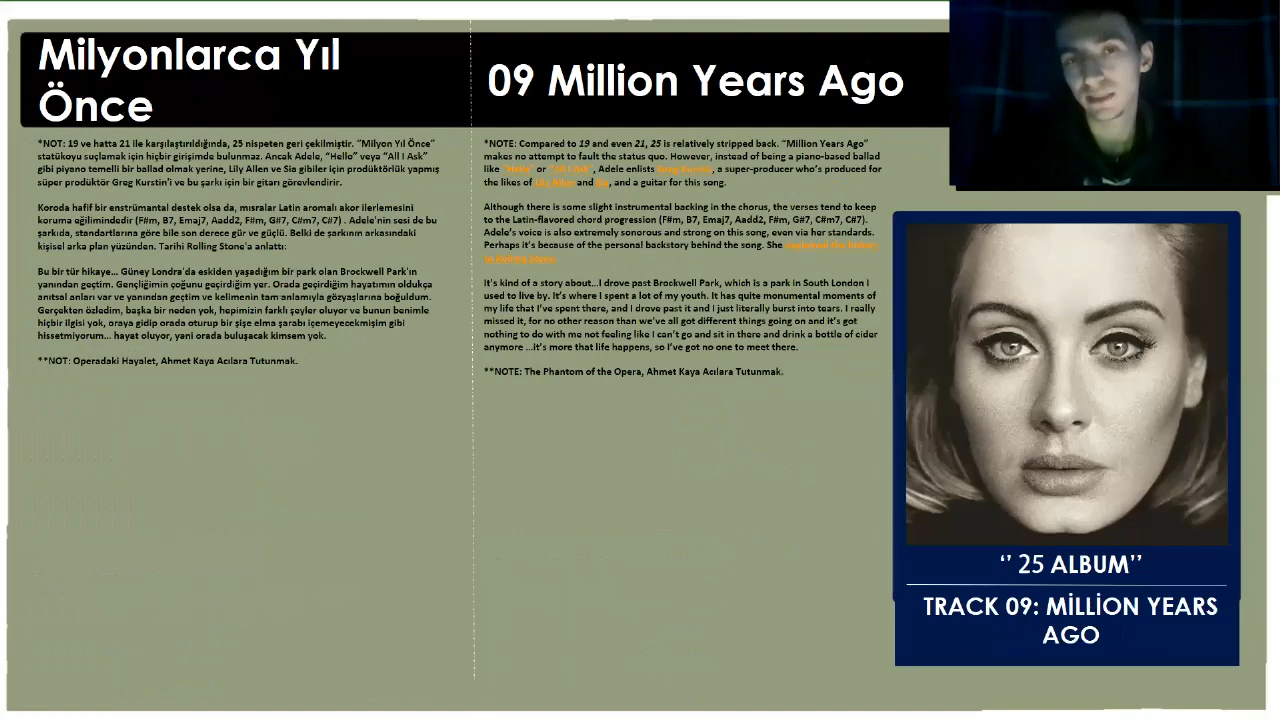 Milyonlarca Yıl
Önce
*NOT: 19 ve hatta 21 ile karşılaştırıldığında, 25 nispeten geri çekilmiştir. “Milyon Yıl Önce”
statükoyu suçlamak için hiçbir girişimde bulunmaz. Ancak Adele, “Hello” veya “All I Ask”
gibi piyano temelli bir ballad olmak yerine, Lily Allen ve Sia gibiler için prodüktörlük yapmış
süper prodüktör Greg Kurstin’i ve bu şarkı için bir gitarı görevlendirir.
Koroda hafif bir enstrümantal destek olsa da, mısralar Latin aromalı akor ilerlemesini
koruma eğilimindedir (F#m, B7, Emaj7, Aadd2, F#m, G#7, C#m7, C#7) . Adele'nin sesi de bu
şarkıda, standartlarına göre bile son derece gür ve güçlü. Belki de şarkının arkasındaki
kişisel arka plan yüzünden. Tarihi Rolling Stone'a anlattı:
Bu bir tür hikaye... Güney Londra'da eskiden yaşadığım bir park olan Brockwell Park'ın
yanından geçtim. Gençliğimin çoğunu geçirdiğim yer. Orada geçirdiğim hayatımın oldukça
anıtsal anları var ve yanından geçtim ve kelimenin tam anlamıyla gözyaşlarına boğuldum.
Gerçekten özledim, başka bir neden yok, hepimizin farklı şeyler oluyor ve bunun benimle
hiçbir ilgisi yok, oraya gidip orada oturup bir şişe elma şarabı içemeyecekmişim gibi
hissetmiyorum... hayat oluyor, yani orada buluşacak kimsem yok.
**NOT: Operadaki Hayalet, Ahmet Kaya Acılara Tutunmak.
09 Million Years Ago
*NOTE: Compared to 19 and even 21, 25 is relatively stripped back. “Million Years Ago”
makes no attempt to fault the status quo. However, instead of being a piano-based ballad
like “Hello” or “All I Ask”, Adele enlists Greg Kurstin, a super-producer who’s produced for
the likes of Lily Allen and Sia, and a guitar for this song.
Although there is some slight instrumental backing in the chorus, the verses tend to keep
to the Latin-flavored chord progression (F#m, B7, Emaj7, Aadd2, F#m, G#7, C#m7, C#7).
Adele’s voice is also extremely sonorous and strong on this song, even via her standards.
Perhaps it’s because of the personal backstory behind the song. She explained the history
to Rolling Stone:
It’s kind of a story about...I drove past Brockwell Park, which is a park in South London I
used to live by. It’s where I spent a lot of my youth. It has quite monumental moments of
my life that I’ve spent there, and I drove past it and I just literally burst into tears. I really
missed it, for no other reason than we’ve all got different things going on and it’s got
nothing to do with me not feeling like I can’t go and sit in there and drink a bottle of cider
anymore ...it’s more that life happens, so I’ve got no one to meet there.
**NOTE: The Phantom of the Opera, Ahmet Kaya Acılara Tutunmak.
‘’ 25 ALBUM’’
TRACK 09: MİLLİON YEARS
AGO